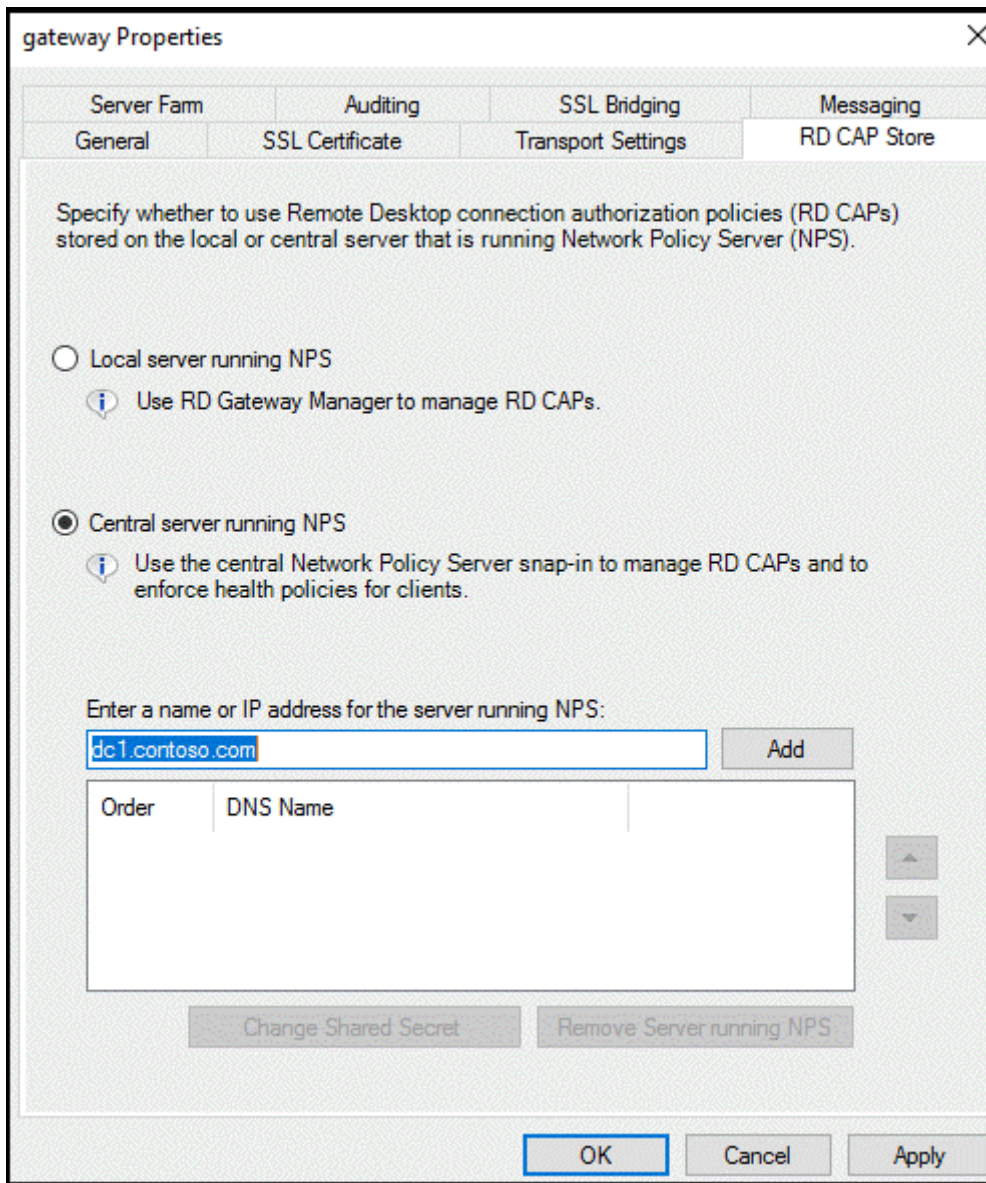 gateway Properties
Server Farm
Auditing
SSL Bridging
Messaging
General
SSL Certificate
Transport Settings
RD CAP Store
Specify whether to use Remote Desktop connection authorization policies (RD CAPs)
stored on the local or central server that is running Network Policy Server (NPS).
Local server running NPS
Use RD Gateway Manager to manage RD CAPs.
Central server running NPS
Use the central Network Policy Server snap-in to manage RD CAPs and to
enforce health policies for clients.
Enter a name or IP address for the server running NPS:
dc1.contoso.com
Add
Order
DNS Name
Change Shared Secret
Remove Server running NPS
OK
Cancel
Apply